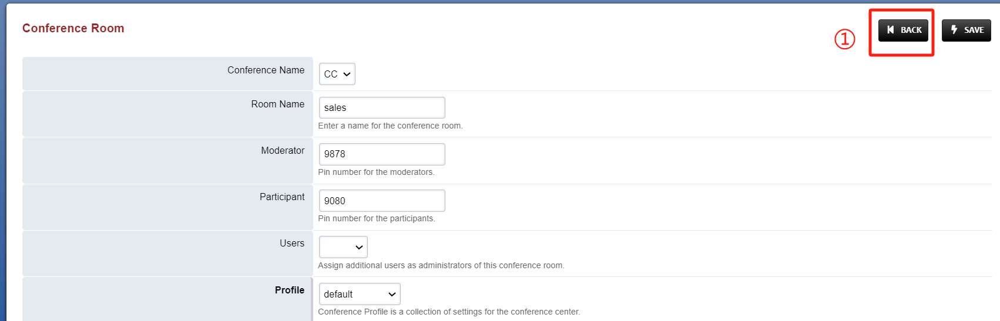 Conference Room
① BACK SAVE
Conference Name CC
Room Name sales
Enter a name for the conference room.
Moderator 9878
Pin number for the moderators.
Participant 9080
Pin number for the participants.
Users
Assign additional users as administrators of this conference room.
Profile default
Conference Profile is a collection of settings for the conference center.